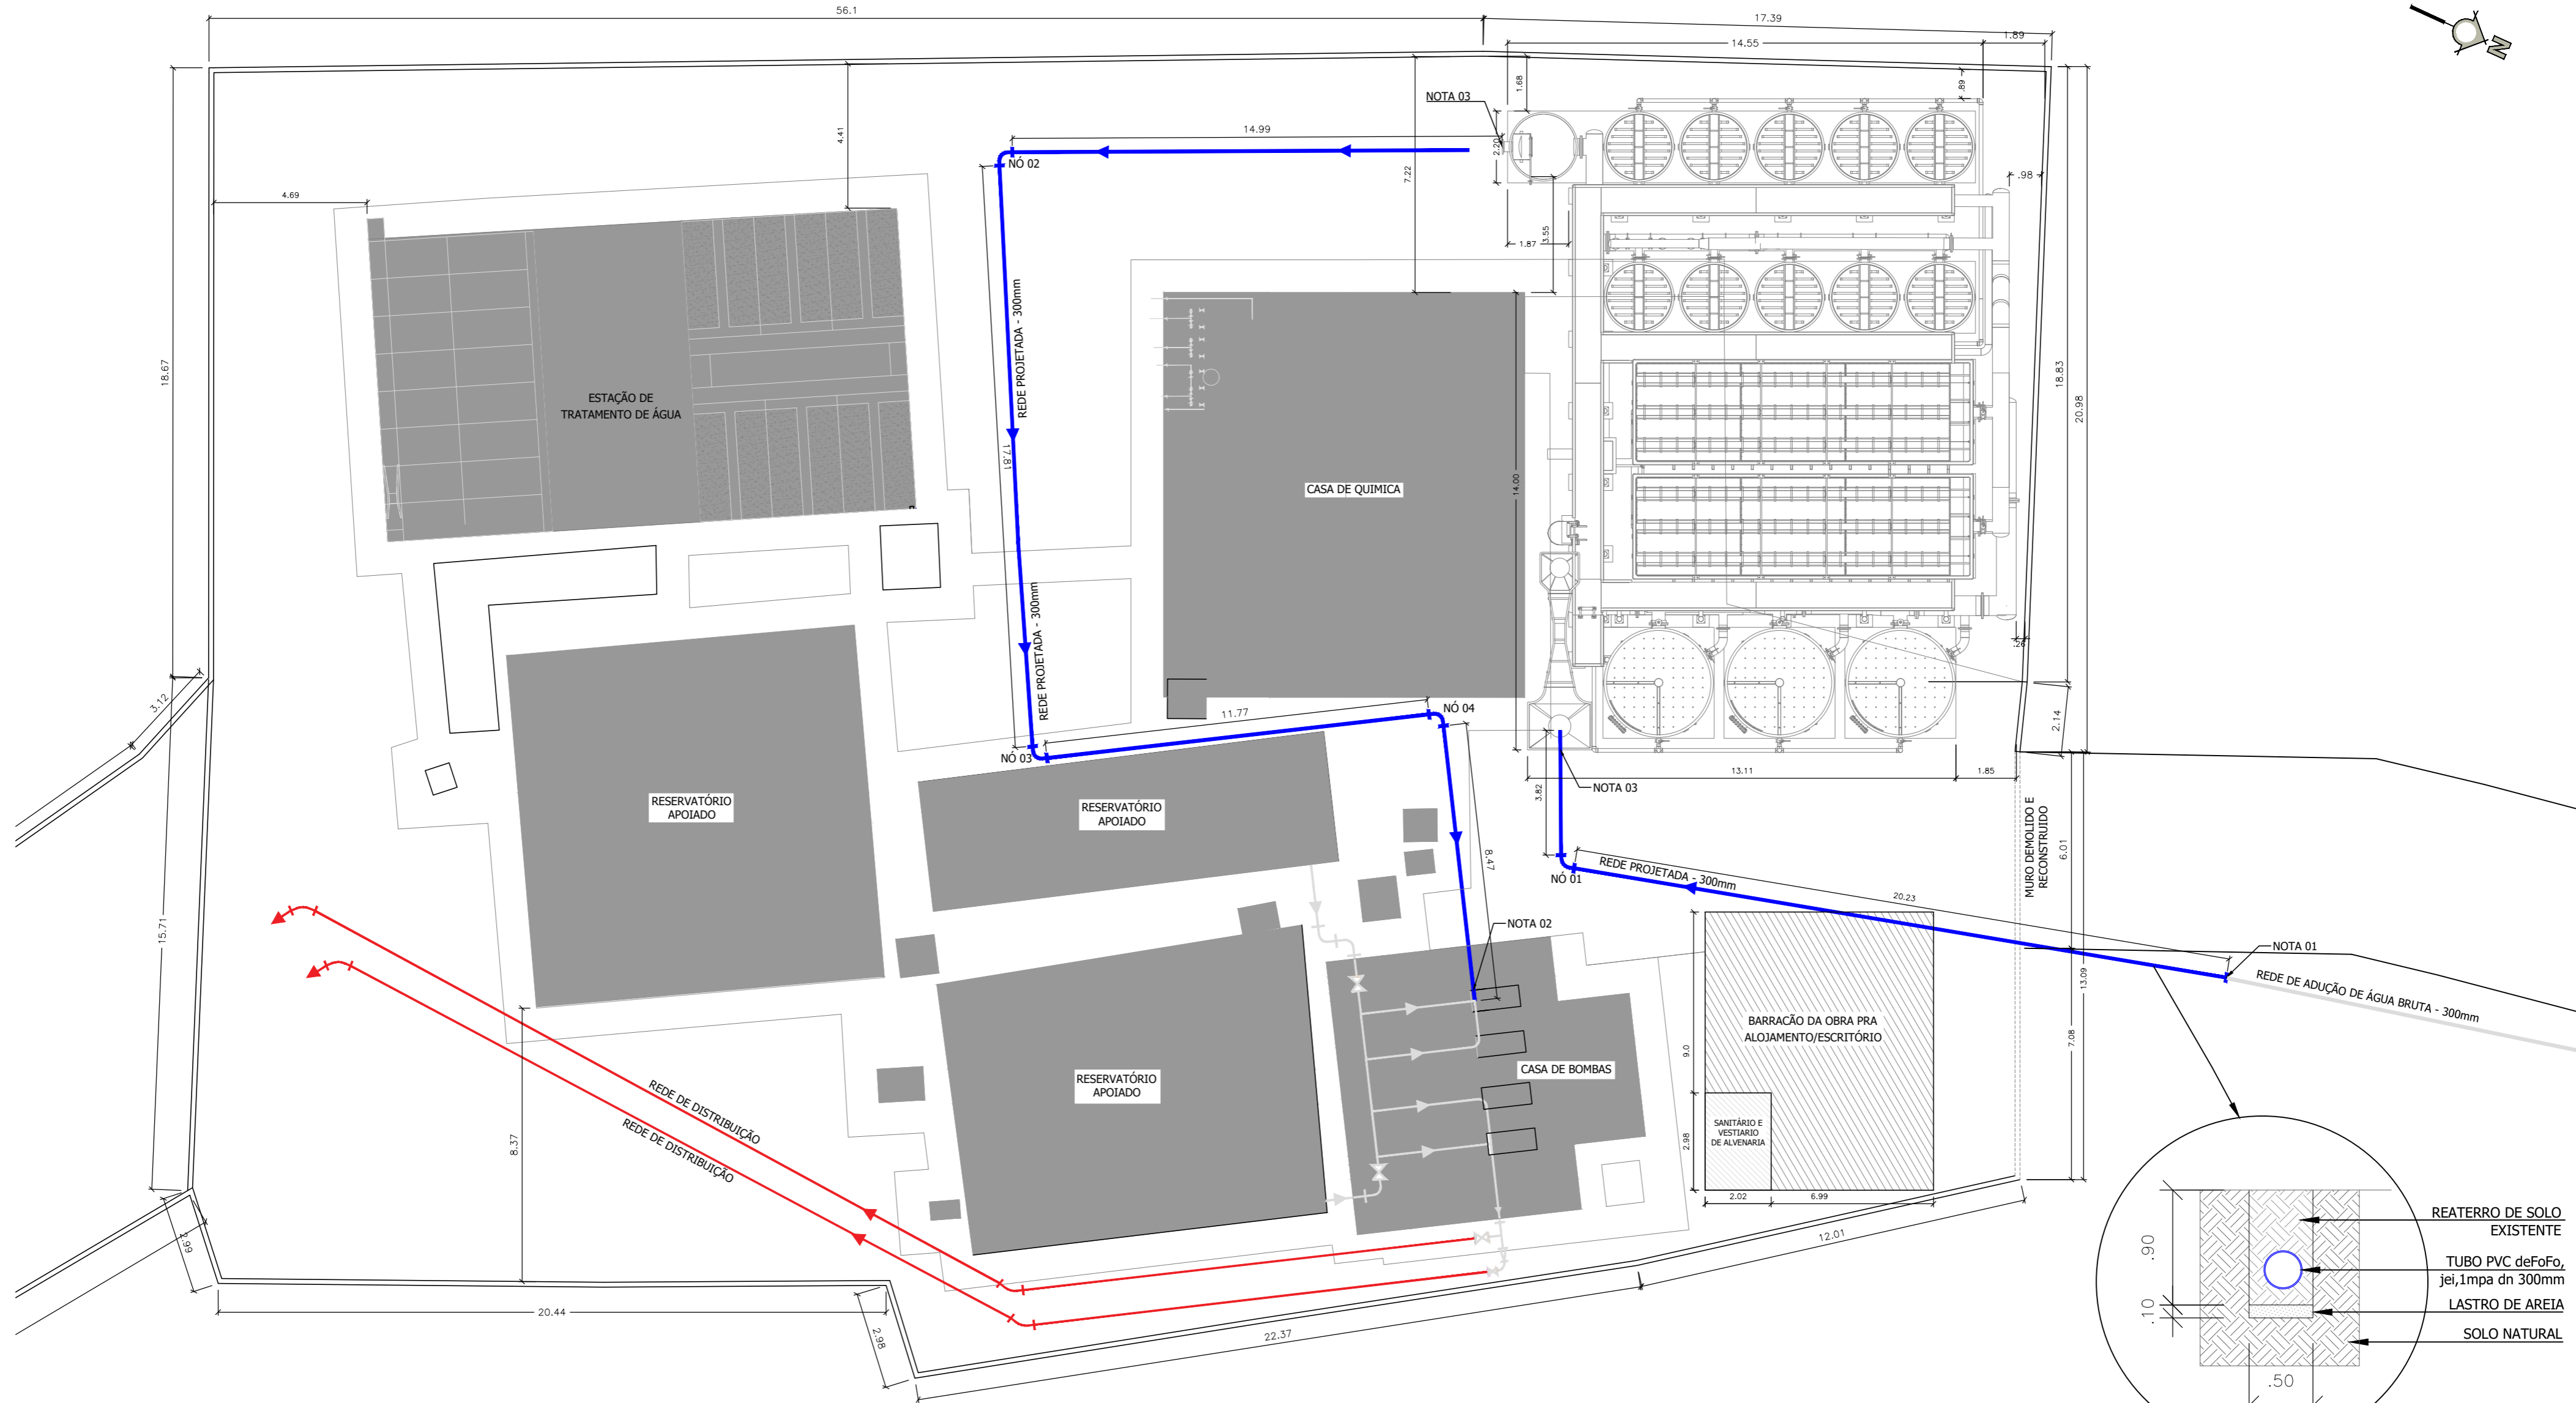 56.1
17.39
14.55
1.89
N
1.68
.89
NOTA 03
14.99
2.20
4.41
7.22
NÓ 02
.98
4.69
3.55
1.87
REDE PROJETADA - 300mm
18.67
18.83
20.98
ESTAÇÃO DE
TRATAMENTO DE ÁGUA
17.81
CASA DE QUIMICA
14.00
REDE PROJETADA - 300mm
.26
3.12
11.77
NÓ 04
2.14
NÓ 03
13.11
1.85
3.82
NOTA 03
RESERVATÓRIO
APOIADO
RESERVATÓRIO
APOIADO
MURO DEMOLIDO E
RECONSTRUIDO
6.01
8.47
REDE PROJETADA - 300mm
NÓ 01
20.23
15.71
NOTA 02
NOTA 01
REDE DE ADUÇÃO DE ÁGUA BRUTA - 300mm
13.09
BARRACÃO DA OBRA PRA
ALOJAMENTO/ESCRITÓRIO
7.08
9.0
CASA DE BOMBAS
RESERVATÓRIO
APOIADO
REDE DE DISTRIBUIÇÃO
REDE DE DISTRIBUIÇÃO
8.37
SANITÁRIO E
VESTIARIO
DE ALVENARIA
2.98
2.02
6.99
2.99
12.01
REATERRO DE SOLO
EXISTENTE
.90
TUBO PVC deFoFo,
jei,1mpa dn 300mm
LASTRO DE AREIA
.10
SOLO NATURAL
20.44
2.98
22.37
.50